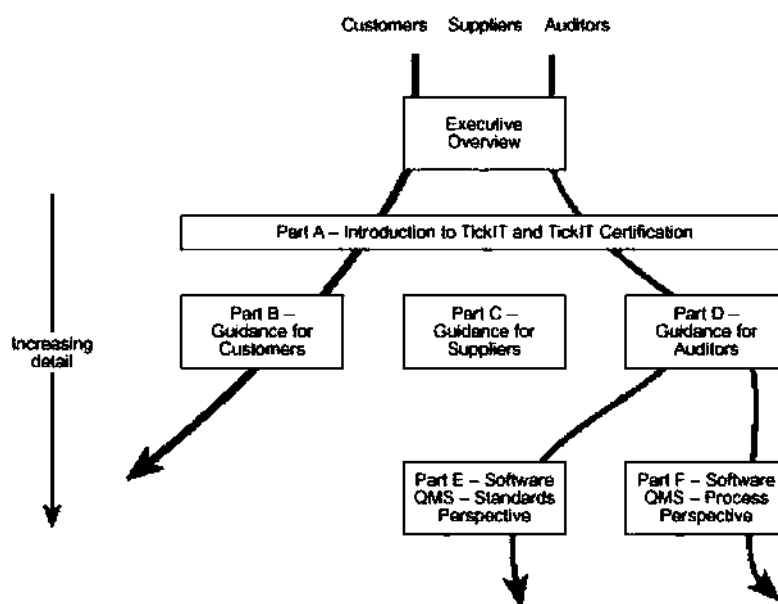 Customers Suppliers Auditors
Executive
Overview
Part A – Introduction to TickIT and TickIT Certification
Part B –
Guidance for
Customers
Part C –
Guidance for
Suppliers
Part D –
Guidance for
Auditors
Increasing
detail
Part E – Software
QMS – Standards
Perspective
Part F – Software
QMS – Process
Perspective